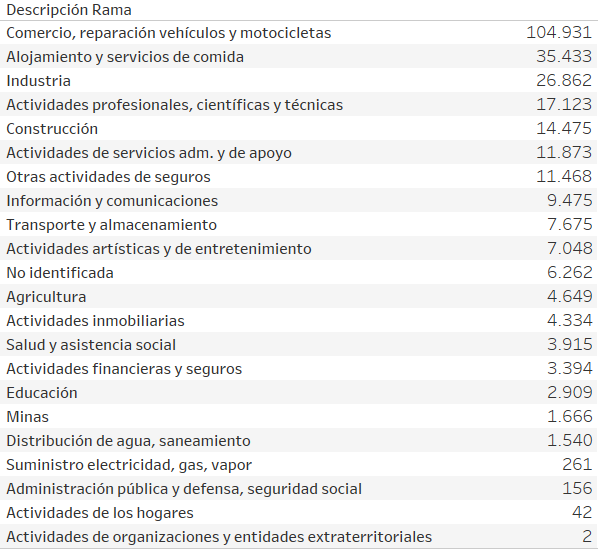 Descripción Rama
Comercio, reparación vehículos y motocicletas 104.931
Alojamiento y servicios de comida 35.433
Industria 26.862
Actividades profesionales, científicas y técnicas 17.123
Construcción 14.475
Actividades de servicios adm. y de apoyo 11.873
Otras actividades de seguros 11.468
Información y comunicaciones 9.475
Transporte y almacenamiento 7.675
Actividades artísticas y de entretenimiento 7.048
No identificada 6.262
Agricultura 4.649
Actividades inmobiliarias 4.334
Salud y asistencia social 3.915
Actividades financieras y seguros 3.394
Educación 2.909
Minas 1.666
Distribución de agua, saneamiento 1.540
Suministro electricidad, gas, vapor 261
Administración pública y defensa, seguridad social 156
Actividades de los hogares 42
Actividades de organizaciones y entidades extraterritoriales 2